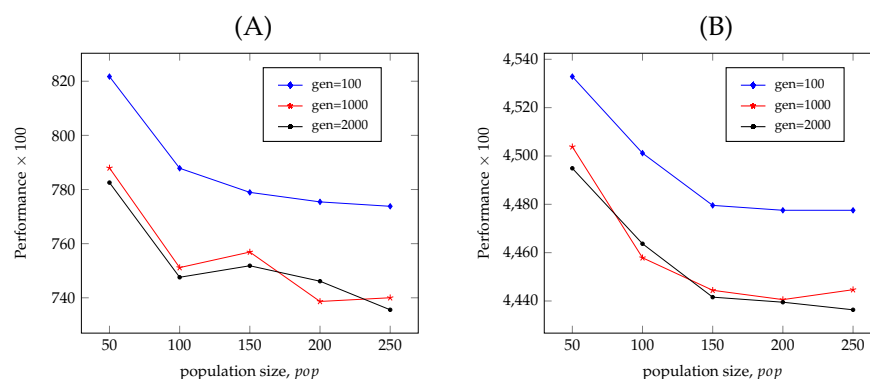 (A)
820
800
780
760
740
50 100 150 200 250
Performance × 100
population size, pop
gen=100
gen=1000
gen=2000
(B)
4,540
4,520
4,500
4,480
4,460
4,440
50 100 150 200 250
Performance × 100
population size, pop
gen=100
gen=1000
gen=2000